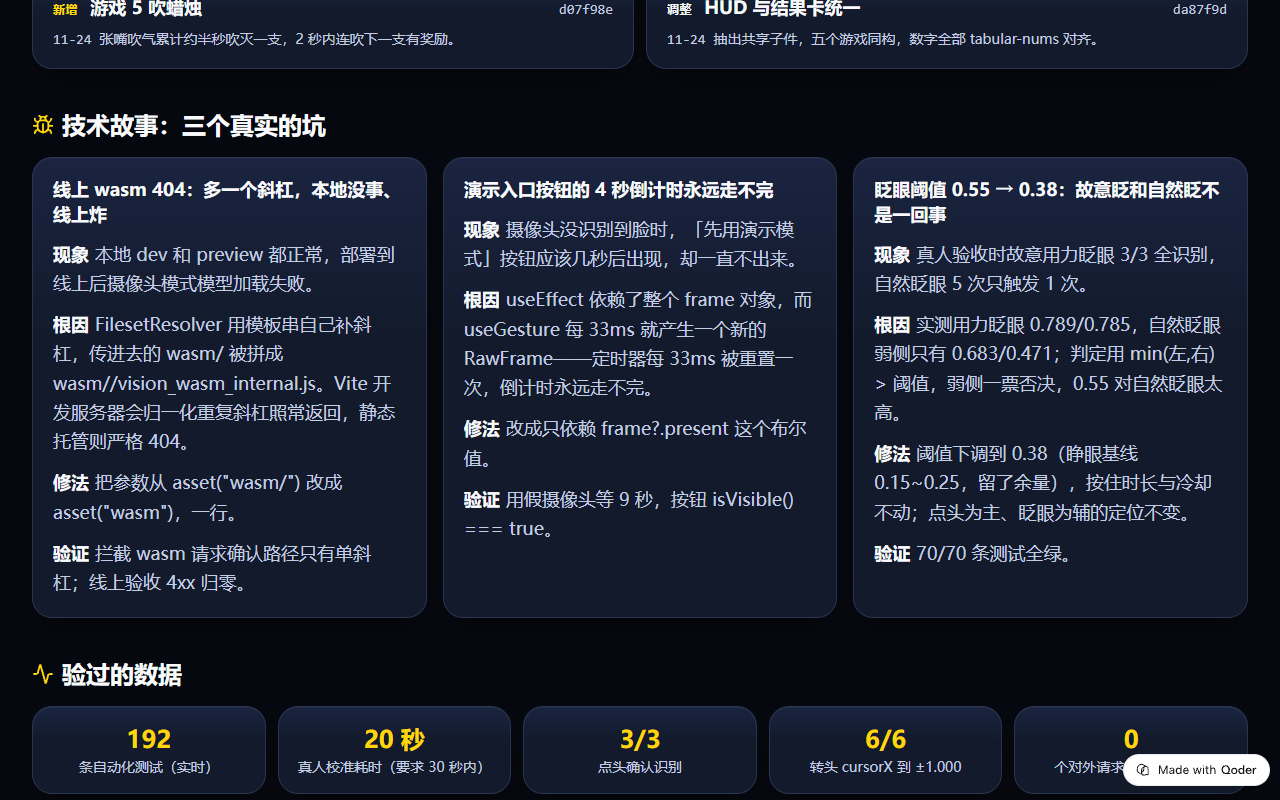 新增 游戏 5 吹蜡烛 d07f98e
11-24 张嘴吹气累计约半秒吹灭一支，2 秒内连吹下一支有奖励。
调整 HUD 与结果卡统一 da87f9d
11-24 抽出共享子件，五个游戏同构，数字全部 tabular-nums 对齐。
技术故事：三个真实的坑
线上 wasm 404：多一个斜杠，本地没事、
线上炸
现象 本地 dev 和 preview 都正常，部署到
线上后摄像头模式模型加载失败。
根因 FilesetResolver 用模板串自己补斜
杠，传进去的 wasm/ 被拼成
wasm//vision_wasm_internal.js。Vite 开
发服务器会归一化重复斜杠照常返回，静态
托管则严格 404。
修法 把参数从 asset("wasm/") 改成
asset("wasm")，一行。
验证 拦截 wasm 请求确认路径只有单斜
杠；线上验收 4xx 归零。
演示入口按钮的 4 秒倒计时永远走不完
现象 摄像头没识别到脸时，「先用演示模
式」按钮应该几秒后出现，却一直不出来。
根因 useEffect 依赖了整个 frame 对象，而
useGesture 每 33ms 就产生一个新的
RawFrame——定时器每 33ms 被重置一
次，倒计时永远走不完。
修法 改成只依赖 frame?.present 这个布尔
值。
验证 用假摄像头等 9 秒，按钮 isVisible()
=== true。
眨眼阈值 0.55 → 0.38：故意眨和自然眨不
是一回事
现象 真人验收时故意用力眨眼 3/3 全识别，
自然眨眼 5 次只触发 1 次。
根因 实测用力眨眼 0.789/0.785，自然眨眼
弱侧只有 0.683/0.471；判定用 min(左,右)
> 阈值，弱侧一票否决，0.55 对自然眨眼太
高。
修法 阈值下调到 0.38（睁眼基线
0.15~0.25，留了余量），按住时长与冷却
不动；点头为主、眨眼为辅的定位不变。
验证 70/70 条测试全绿。
验过的数据
192
条自动化测试（实时）
20 秒
真人校准耗时（要求 30 秒内）
3/3
点头确认识别
6/6
转头 cursorX 到 ±1.000
0
个对外请求
Made with Qoder